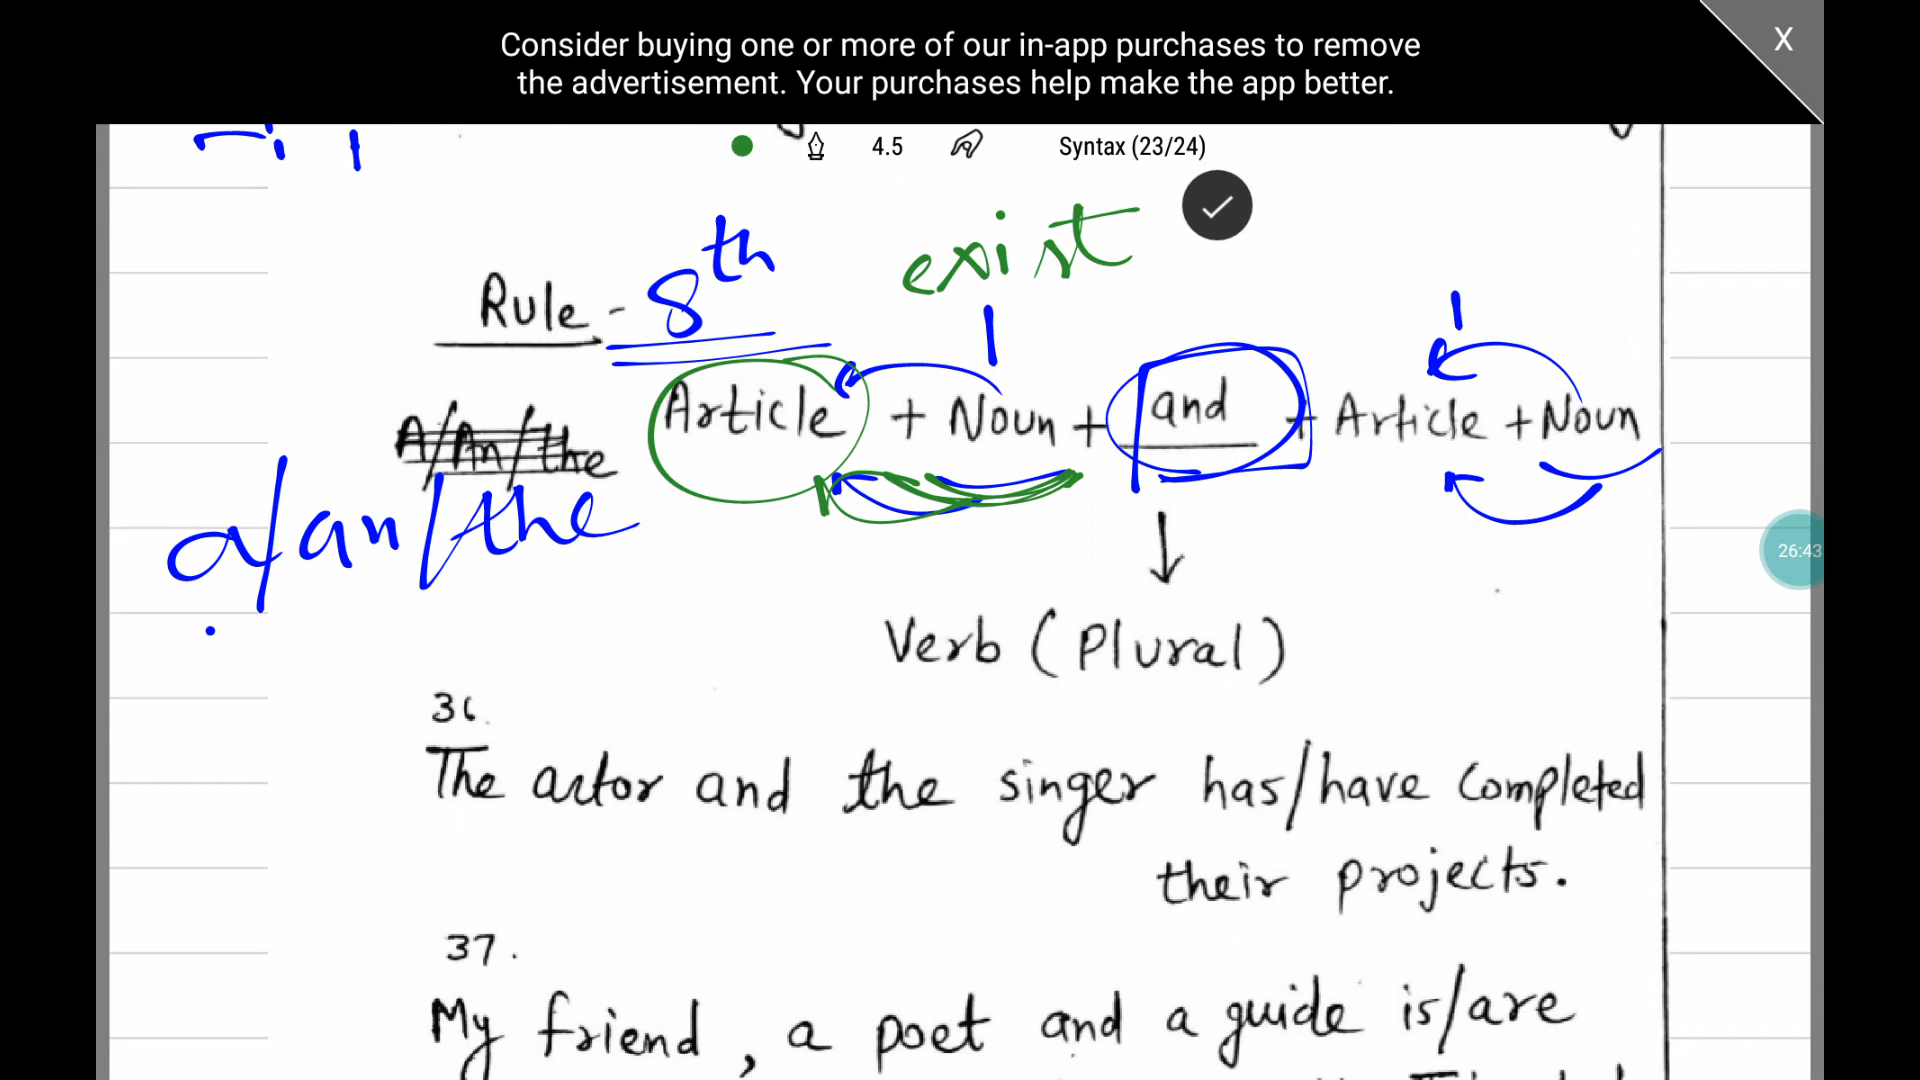 Consider buying one or more of our in-app purchases to remove
the advertisement. Your purchases help make the app better.
X
4.5
Syntax (23/24)
exist
Rule - 8th
Article + Noun + and + Article + Noun
A/An/the
a/an/the
26:43
Verb (Plural)
36.
The actor and the singer has/have completed
their projects.
37.
My friend, a poet and a guide is/are